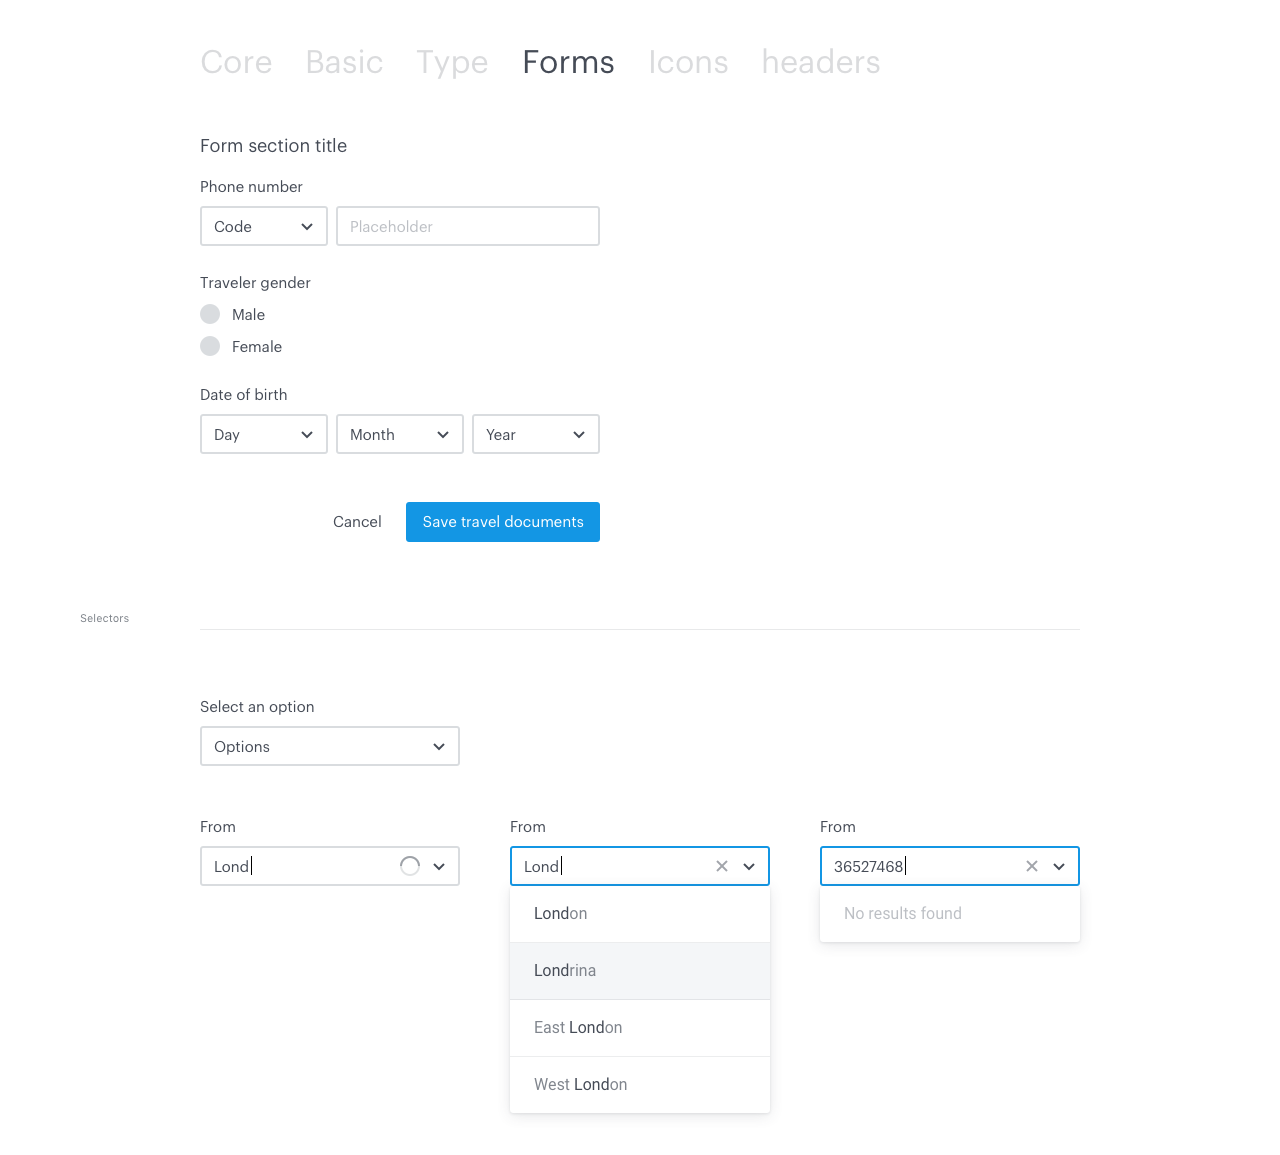 Core Basic Type Forms Icons headers
Form section title
Phone number
Code Placeholder
Traveler gender
Male
Female
Date of birth
Day Month Year
Cancel Save travel documents
Selectors
Select an option
Options
From From From
Lond Lond 36527468
London No results found
Londrina
East London
West London